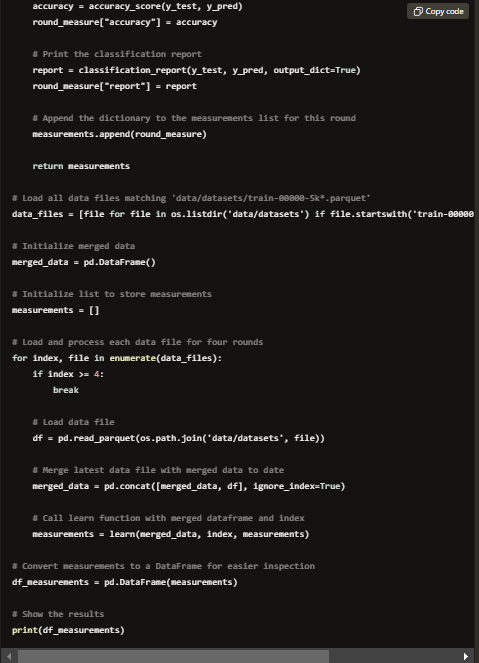 Copy code
    accuracy = accuracy_score(y_test, y_pred)
    round_measure["accuracy"] = accuracy
    # Print the classification report
    report = classification_report(y_test, y_pred, output_dict=True)
    round_measure["report"] = report
    # Append the dictionary to the measurements list for this round
    measurements.append(round_measure)
    return measurements
# Load all data files matching 'data/datasets/train-00000-5k*.parquet'
data_files = [file for file in os.listdir('data/datasets') if file.startswith('train-00000
# Initialize merged data
merged_data = pd.DataFrame()
# Initialize list to store measurements
measurements = []
# Load and process each data file for four rounds
for index, file in enumerate(data_files):
    if index >= 4:
        break
    # Load data file
    df = pd.read_parquet(os.path.join('data/datasets', file))
    # Merge latest data file with merged data to date
    merged_data = pd.concat([merged_data, df], ignore_index=True)
    # Call learn function with merged dataframe and index
    measurements = learn(merged_data, index, measurements)
# Convert measurements to a DataFrame for easier inspection
df_measurements = pd.DataFrame(measurements)
# Show the results
print(df_measurements)